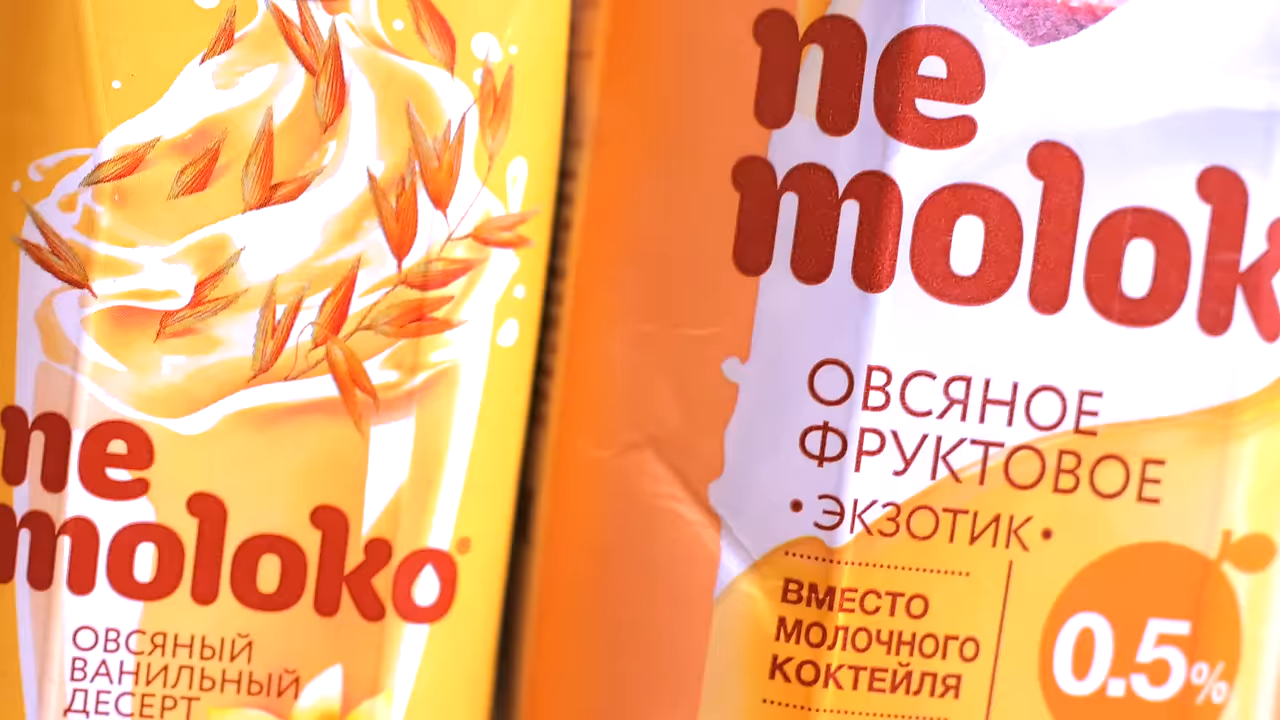 ne
moloko
ОВСЯНЫЙ
ВАНИЛЬНЫЙ
ДЕСЕРТ
ne
molok
ОВСЯНОЕ
ФРУКТОВОЕ
• ЭКЗОТИК •
ВМЕСТО
МОЛОЧНОГО
КОКТЕЙЛЯ
0.5%